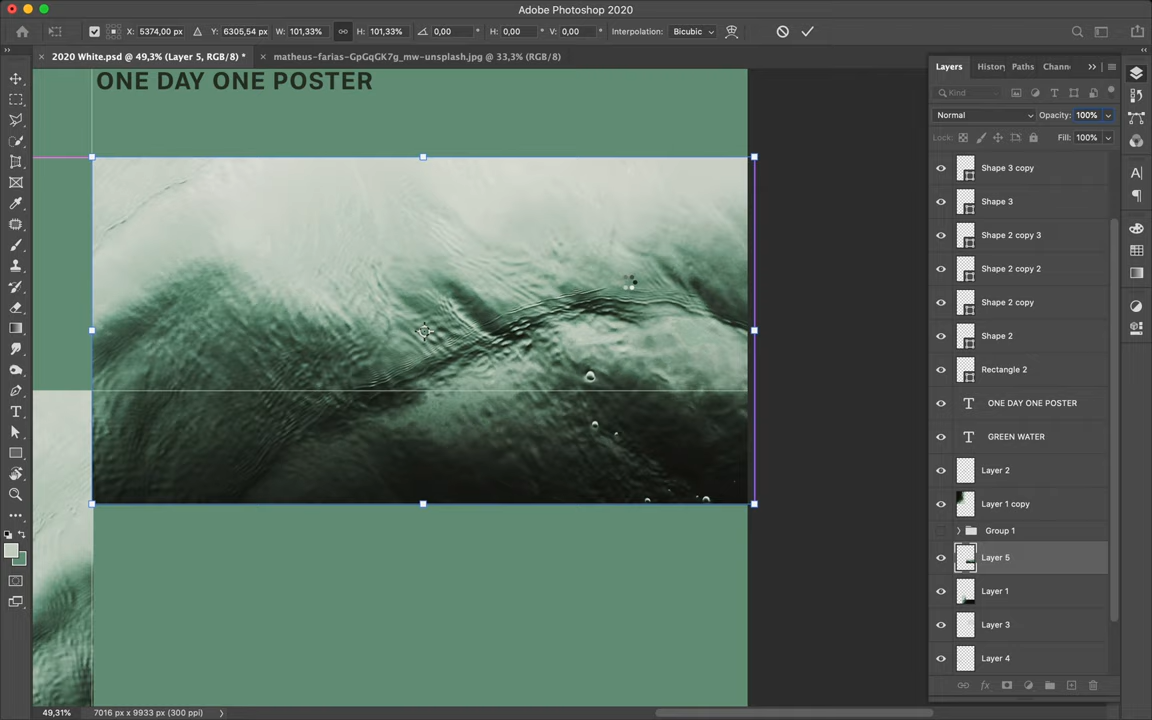 Adobe Photoshop 2020
X: 5374,00 px Y: 6305,54 px W: 101,33% H: 101,33% 0,00 ° H: 0,00 ° V: 0,00 ° Interpolation: Bicubic
2020 White.psd @ 49,3% (Layer 5, RGB/8) * matheus-farias-GpGqGK7g_mw-unsplash.jpg @ 33,3% (RGB/8)
Layers Histor Paths Chann
ONE DAY ONE POSTER
Kind
Normal Opacity: 100%
Lock: Fill: 100%
Shape 3 copy
Shape 3
Shape 2 copy 3
Shape 2 copy 2
Shape 2 copy
Shape 2
Rectangle 2
ONE DAY ONE POSTER
GREEN WATER
Layer 2
Layer 1 copy
Group 1
Layer 5
Layer 1
Layer 3
Layer 4
49,31% 7016 px x 9933 px (300 ppi)